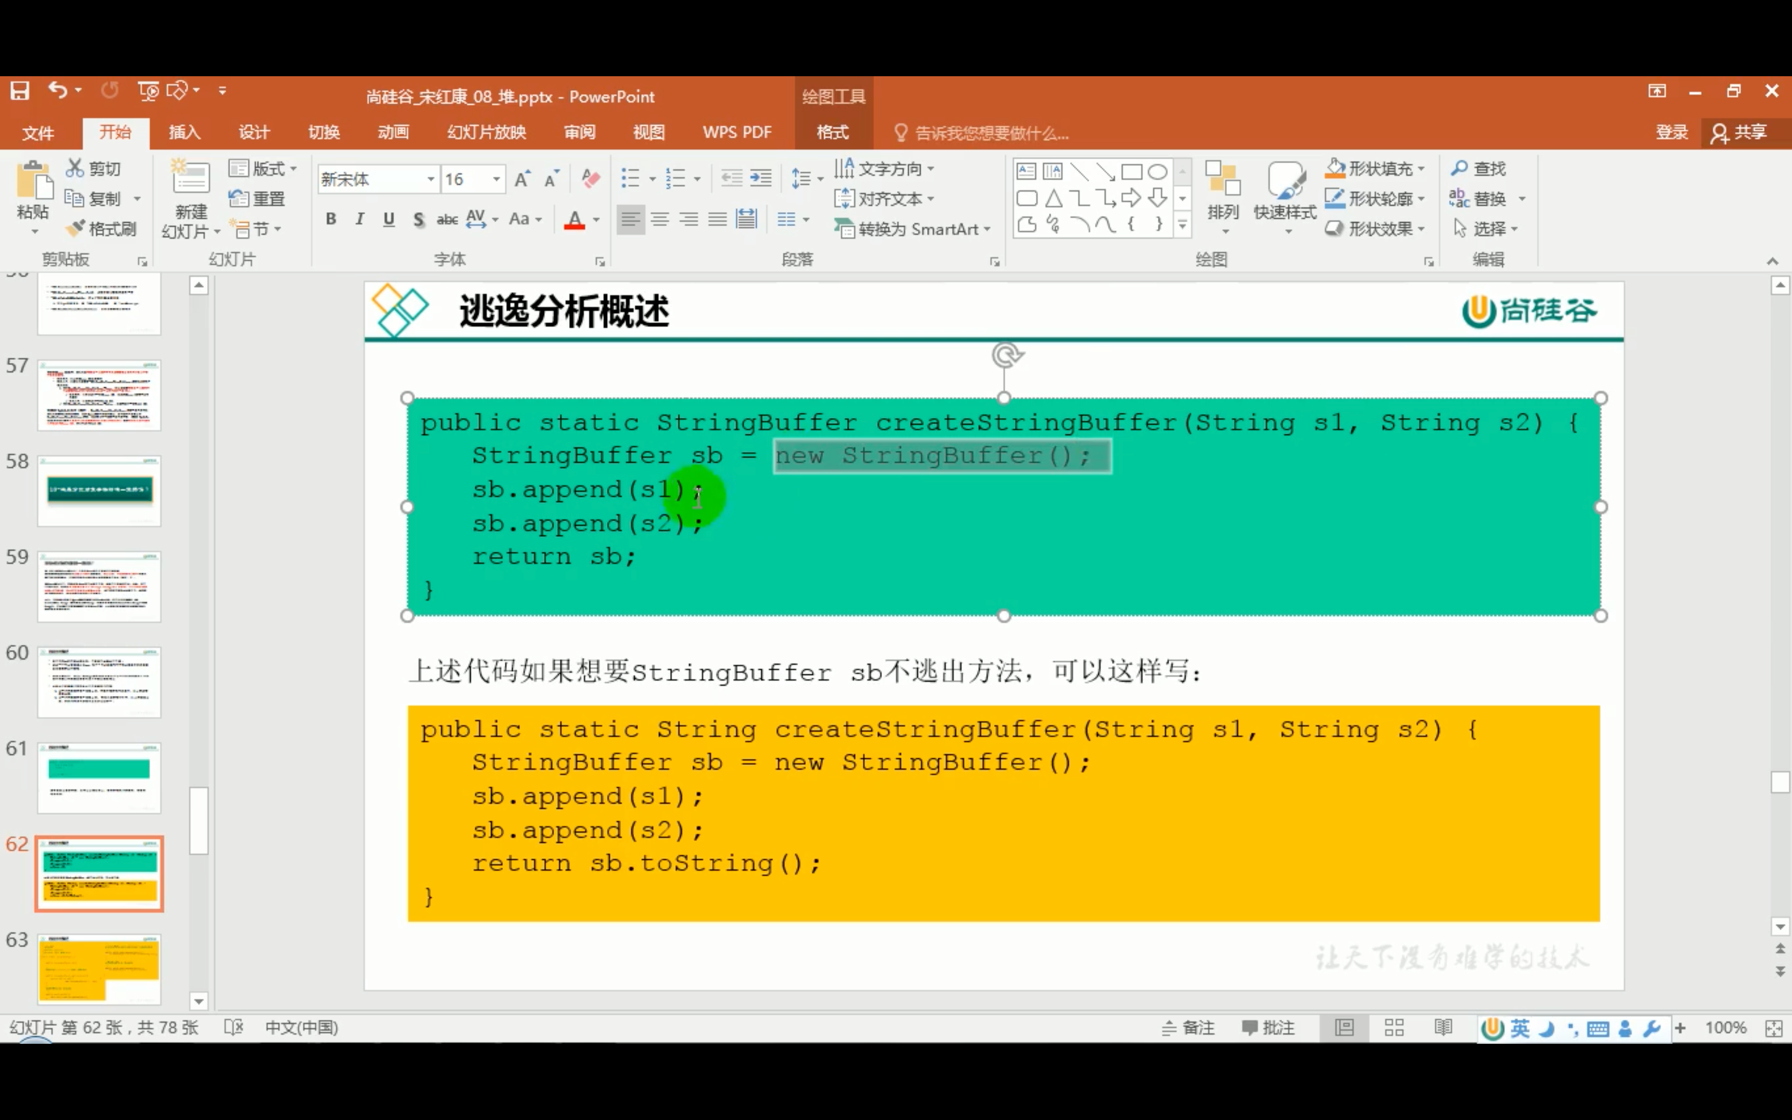 尚硅谷_宋红康_08_堆.pptx - PowerPoint
绘图工具
文件 开始 插入 设计 切换 动画 幻灯片放映 审阅 视图 WPS PDF 格式 告诉我您想要做什么... 登录 共享
粘贴 剪切 复制 格式刷
剪贴板
新建幻灯片 版式 重置 节
幻灯片
新宋体 16
B I U S abc AV Aa A
字体
文字方向
对齐文本
转换为 SmartArt
段落
排列 快速样式 形状填充 形状轮廓 形状效果
绘图
查找
替换
选择
编辑
57
58
59
60
61
62
63
逃逸分析概述
尚硅谷
public static StringBuffer createStringBuffer(String s1, String s2) {
StringBuffer sb = new StringBuffer();
sb.append(s1);
sb.append(s2);
return sb;
}
上述代码如果想要StringBuffer sb不逃出方法，可以这样写：
public static String createStringBuffer(String s1, String s2) {
StringBuffer sb = new StringBuffer();
sb.append(s1);
sb.append(s2);
return sb.toString();
}
让天下没有难学的技术
幻灯片 第 62 张，共 78 张 中文(中国) 备注 批注 英 100%